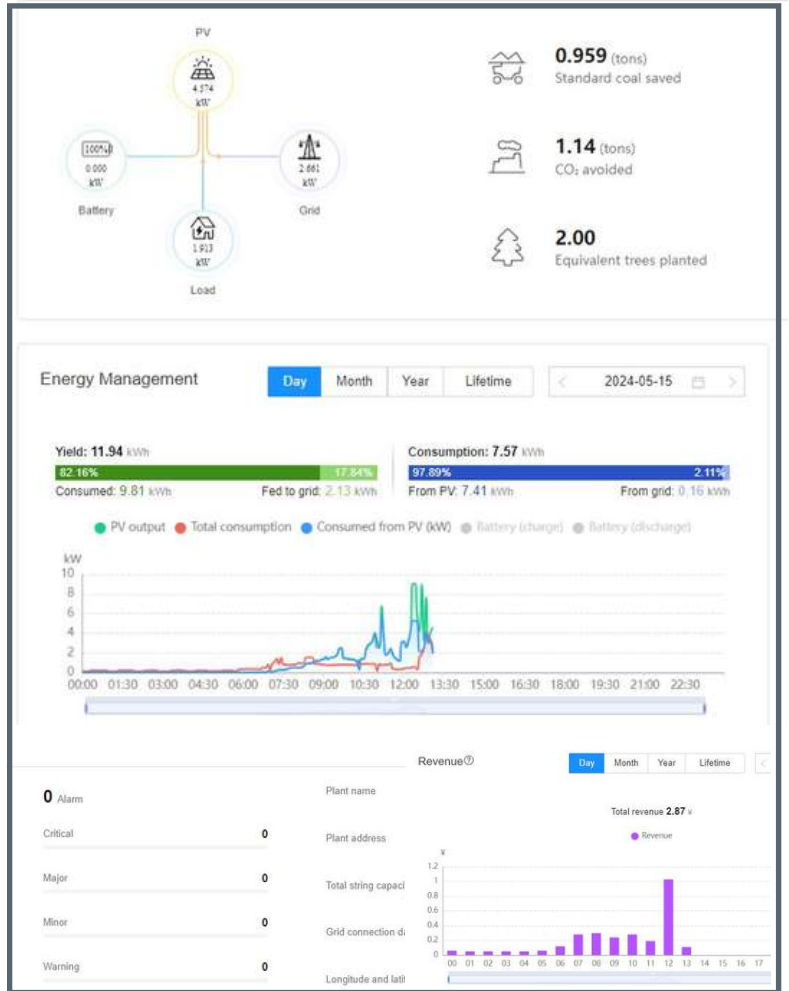 PV
4.574
kW
0.959 (tons)
Standard coal saved
100%
0.000
kW
Battery
2.661
kW
Grid
1.14 (tons)
CO₂ avoided
1.913
kW
Load
2.00
Equivalent trees planted
Energy Management
Day Month Year Lifetime
< 2024-05-15 >
Yield: 11.94 kWh
82.16% 17.84%
Consumed: 9.81 kWh Fed to grid: 2.13 kWh
Consumption: 7.57 kWh
97.89% 2.11%
From PV: 7.41 kWh From grid: 0.16 kWh
PV output Total consumption Consumed from PV (kW) Battery (charge) Battery (discharge)
kW
10
8
6
4
2
0
00:00 01:30 03:00 04:30 06:00 07:30 09:00 10:30 12:00 13:30 15:00 16:30 18:00 19:30 21:00 22:30
0 Alarm
Critical 0
Major 0
Minor 0
Warning 0
Plant name
Plant address
Total string capaci
Grid connection da
Longitude and lati
Revenue?
Day Month Year Lifetime <
Total revenue 2.87 ¥
Revenue
¥
1.2
1
0.8
0.6
0.4
0.2
0
00 01 02 03 04 05 06 07 08 09 10 11 12 13 14 15 16 17